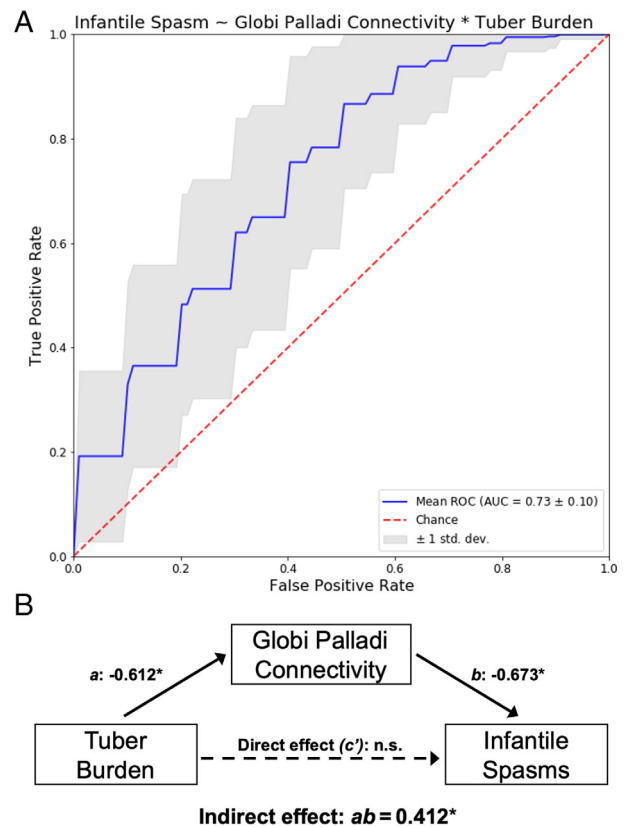 A
Infantile Spasm ~ Globi Palladi Connectivity * Tuber Burden
1.0
0.8
0.6
0.4
0.2
0.0
True Positive Rate
Mean ROC (AUC = 0.73 ± 0.10)
Chance
± 1 std. dev.
0.0 0.2 0.4 0.6 0.8 1.0
False Positive Rate
B
Globi Palladi
Connectivity
a: -0.612*
b: -0.673*
Tuber
Burden
Direct effect (c'): n.s.
Infantile
Spasms
Indirect effect: ab = 0.412*